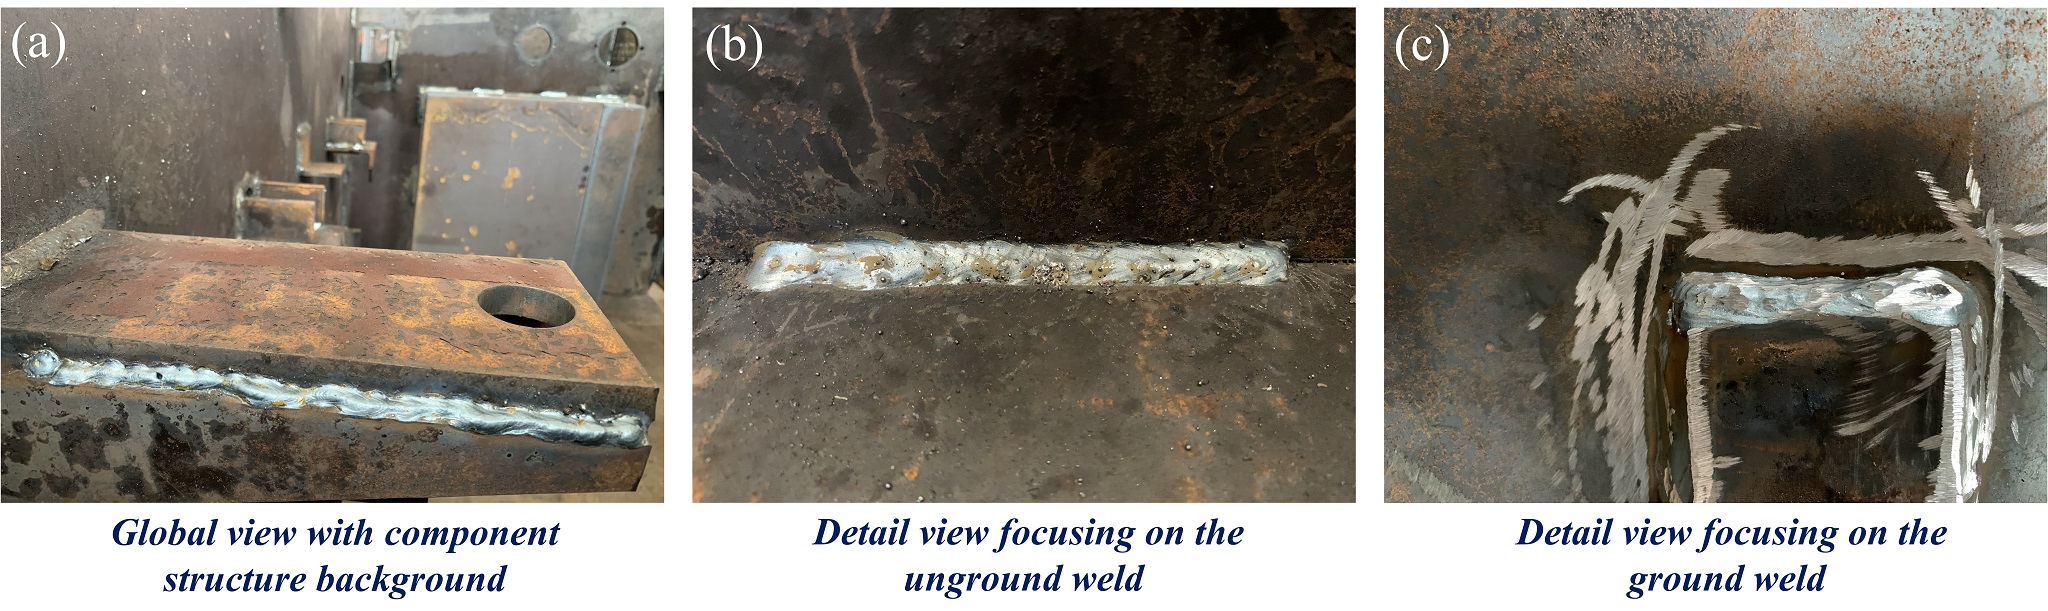 (a)
(b)
(c)
Global view with component
structure background
Detail view focusing on the
unground weld
Detail view focusing on the
ground weld